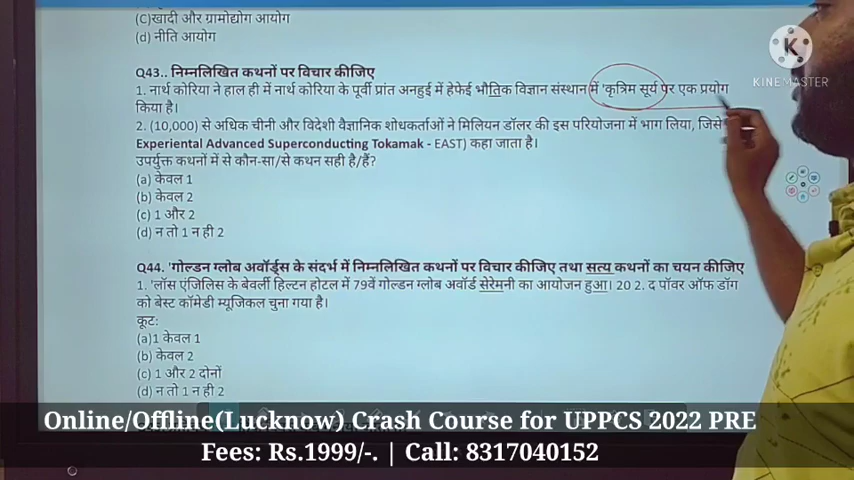 (C)खादी और ग्रामोद्योग आयोग
(d) नीति आयोग
Q43.. निम्नलिखित कथनों पर विचार कीजिए
1. नार्थ कोरिया ने हाल ही में नार्थ कोरिया के पूर्वी प्रांत अनहुई में हेफेई भौतिक विज्ञान संस्थान में 'कृत्रिम सूर्य पर एक प्रयोग
किया है।
2. (10,000) से अधिक चीनी और विदेशी वैज्ञानिक शोधकर्ताओं ने मिलियन डॉलर की इस परियोजना में भाग लिया, जिसे
Experiental Advanced Superconducting Tokamak - EAST) कहा जाता है।
उपर्युक्त कथनों में से कौन-सा/से कथन सही है/हैं?
(a) केवल 1
(b) केवल 2
(c) 1 और 2
(d) न तो 1 न ही 2
Q44. 'गोल्डन ग्लोब अवॉर्ड्स के संदर्भ में निम्नलिखित कथनों पर विचार कीजिए तथा सत्य कथनों का चयन कीजिए
1. 'लॉस एंजिलिस के बेवर्ली हिल्टन होटल में 79वें गोल्डन ग्लोब अवॉर्ड सेरेमनी का आयोजन हुआ। 20 2. द पॉवर ऑफ डॉग
को बेस्ट कॉमेडी म्यूजिकल चुना गया है।
कूट:
(a)1 केवल 1
(b) केवल 2
(c) 1 और 2 दोनों
(d) न तो 1 न ही 2
K
KINEMASTER
Online/Offline(Lucknow) Crash Course for UPPCS 2022 PRE
Fees: Rs.1999/-. | Call: 8317040152